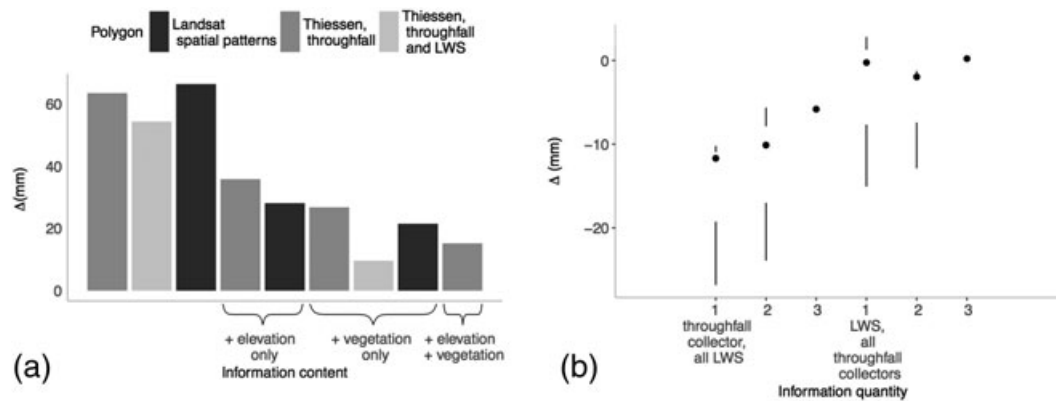 Polygon
Landsat
spatial patterns
Thiessen,
throughfall
Thiessen,
throughfall
and LWS
Δ(mm)
60
40
20
0
+ elevation
only
+ vegetation
only
+ elevation
+ vegetation
Information content
(a)
Δ (mm)
0
−10
−20
1 2 3 1 2 3
throughfall
collector,
all LWS
LWS,
all
throughfall
collectors
Information quantity
(b)